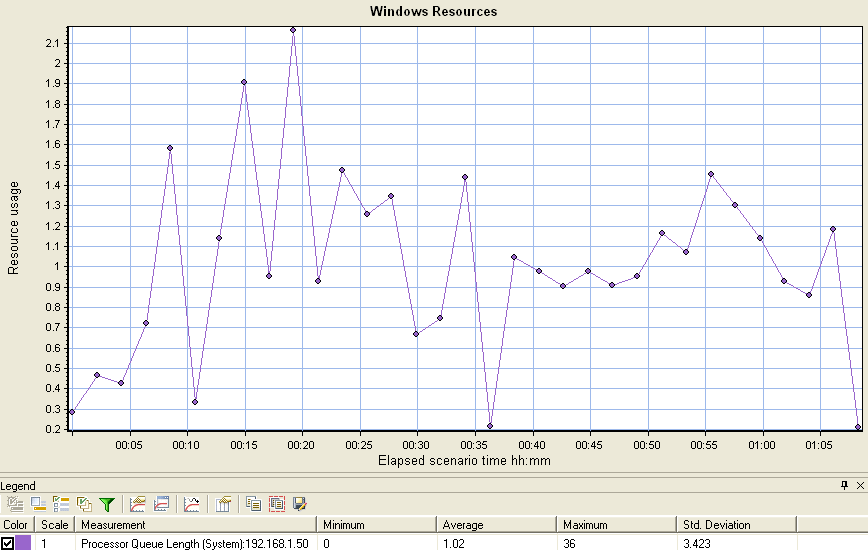 Windows Resources
2.1
2
1.9
1.8
1.7
1.6
1.5
1.4
1.3
1.2
1.1
1
0.9
0.8
0.7
0.6
0.5
0.4
0.3
0.2
Resource usage
00:05 00:10 00:15 00:20 00:25 00:30 00:35 00:40 00:45 00:50 00:55 01:00 01:05
Elapsed scenario time hh:mm
Legend
Color Scale Measurement Minimum Average Maximum Std. Deviation
1 Processor Queue Length (System):192.168.1.50 0 1.02 36 3.423